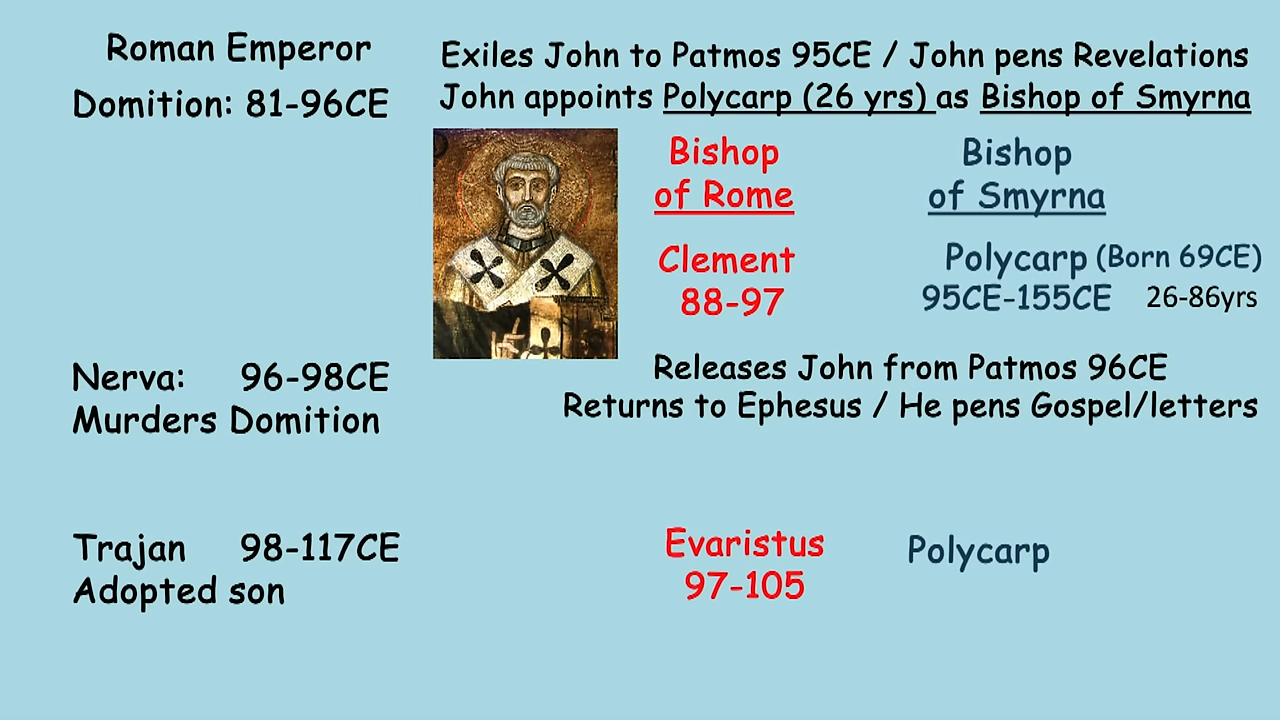 Roman Emperor
Domition: 81-96CE
Exiles John to Patmos 95CE / John pens Revelations
John appoints Polycarp (26 yrs) as Bishop of Smyrna
Bishop
of Rome
Bishop
of Smyrna
Clement
88-97
Polycarp (Born 69CE)
95CE-155CE 26-86yrs
Nerva: 96-98CE
Murders Domition
Releases John from Patmos 96CE
Returns to Ephesus / He pens Gospel/letters
Trajan 98-117CE
Adopted son
Evaristus
97-105
Polycarp